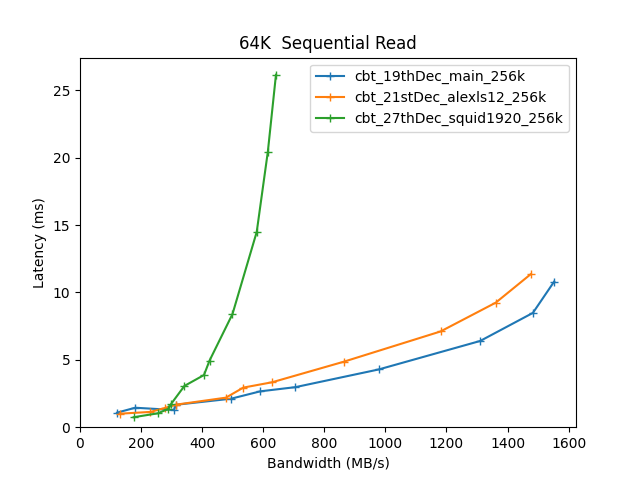 64K  Sequential Read
cbt_19thDec_main_256k
cbt_21stDec_alexls12_256k
cbt_27thDec_squid1920_256k
25
20
15
10
5
0
Latency (ms)
0 200 400 600 800 1000 1200 1400 1600
Bandwidth (MB/s)